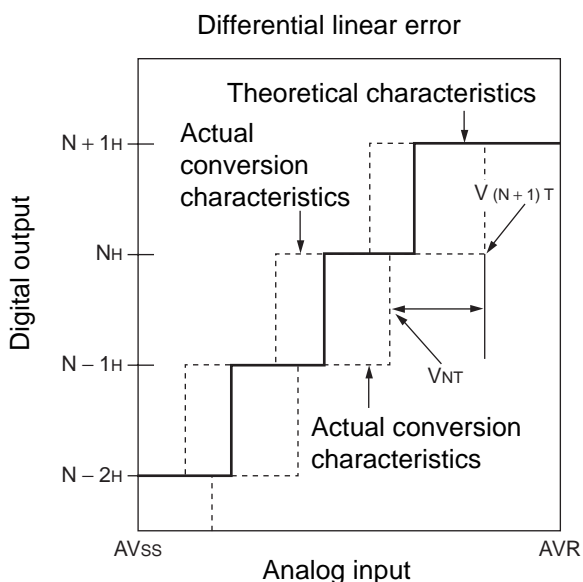 Differential linear error
Theoretical characteristics
N + 1H
Actual
conversion
characteristics
V (N + 1) T
NH
Digital output
N – 1H
VNT
Actual conversion
characteristics
N – 2H
AVSS
AVR
Analog input